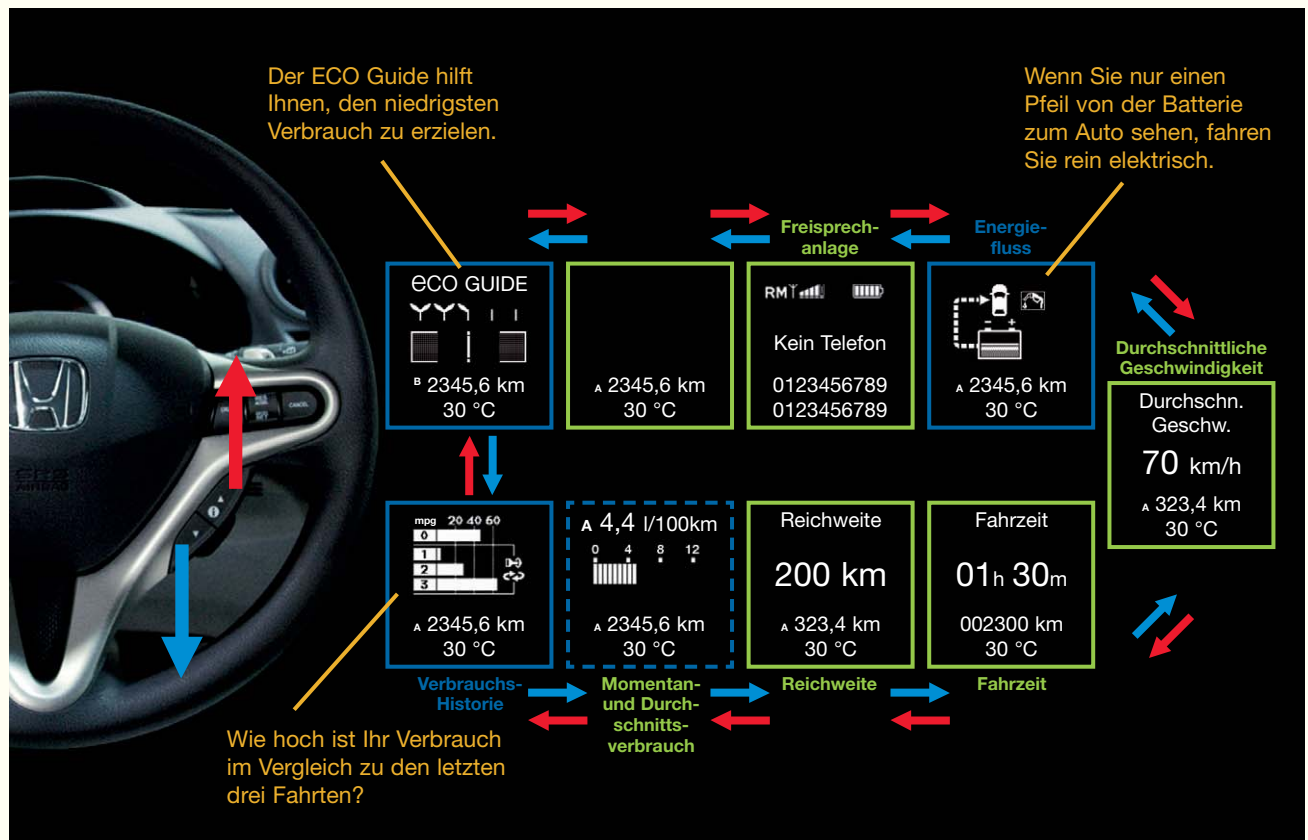 Der ECO Guide hilft
Ihnen, den niedrigsten
Verbrauch zu erzielen.
Wenn Sie nur einen
Pfeil von der Batterie
zum Auto sehen, fahren
Sie rein elektrisch.
Freisprech-
anlage
Energie-
fluss
eco GUIDE
B 2345,6 km
30 °C
A 2345,6 km
30 °C
RM
Kein Telefon
0123456789
0123456789
- +
A 2345,6 km
30 °C
Durchschnittliche
Geschwindigkeit
Durchschn.
Geschw.
70 km/h
A 323,4 km
30 °C
CANCEL
SRS
AIRBAG
mpg 20 40 60
0
1
2
3
A 2345,6 km
30 °C
A 4,4 l/100km
0 4 8 12
A 2345,6 km
30 °C
Reichweite
200 km
A 323,4 km
30 °C
Fahrzeit
01h 30m
002300 km
30 °C
Verbrauchs-
Historie
Momentan-
und Durch-
schnitts-
verbrauch
Reichweite
Fahrzeit
Wie hoch ist Ihr Verbrauch
im Vergleich zu den letzten
drei Fahrten?